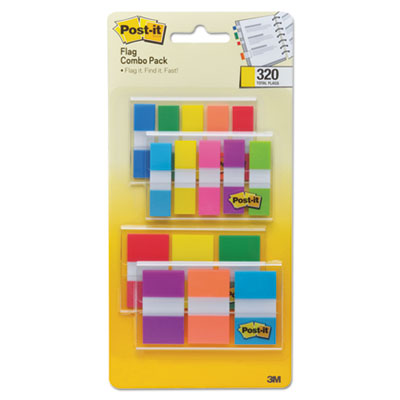 Post-it
Flag
Combo Pack
• Flag it. Find it. Fast!
320
TOTAL FLAGS
Post-it
Post-it
3M